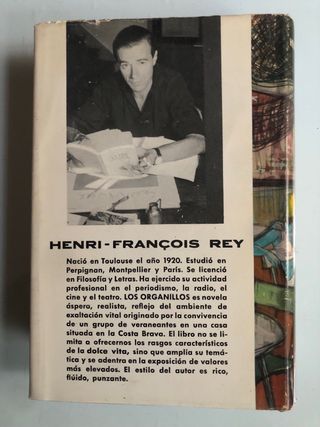 HENRI-FRANÇOIS REY
Nació en Toulouse el año 1920. Estudió en
Perpignan, Montpellier y París. Se licenció
en Filosofía y Letras. Ha ejercido su actividad
profesional en el periodismo, la radio, el
cine y el teatro. LOS ORGANILLOS es novela
áspera, realista, reflejo del ambiente de
exaltación vital originado por la convivencia
de un grupo de veraneantes en una casa
situada en la Costa Brava. El libro no se li-
mita a ofrecernos los rasgos característicos
de la dolce vita, sino que amplía su temá-
tica y se adentra en la exposición de valores
más elevados. El estilo del autor es rico,
flúido, punzante.